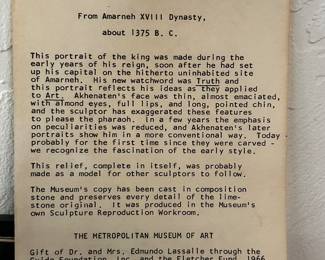 From Amarneh XVIII Dynasty,
about 1375 B. C.
This portrait of the king was made during the
early years of his reign, soon after he had set
up his capital on the hitherto uninhabited site
of Amarneh. His new watchword was Truth and
this portrait reflects his ideas as they applied
to Art. Akhenaten's face was thin, almost emaciated,
with almond eyes, full lips, and long, pointed chin,
and the sculptor has exaggerated these features
to please the pharaoh. In a few years the emphasis
on peculiarities was reduced, and Akhenaten's later
portraits show him in a more conventional way. Today
probably for the first time since they were carved -
we recognize the fascination of the early style.
This relief, complete in itself, was probably
made as a model for other sculptors to follow.
The Museum's copy has been cast in composition
stone and preserves every detail of the lime-
stone original. It was produced in the Museum's
own Sculpture Reproduction Workroom.
THE METROPOLITAN MUSEUM OF ART
Gift of Dr. and Mrs. Edmundo Lassalle through the
Guide Foundation, Inc. and the Fletcher Fund, 1966